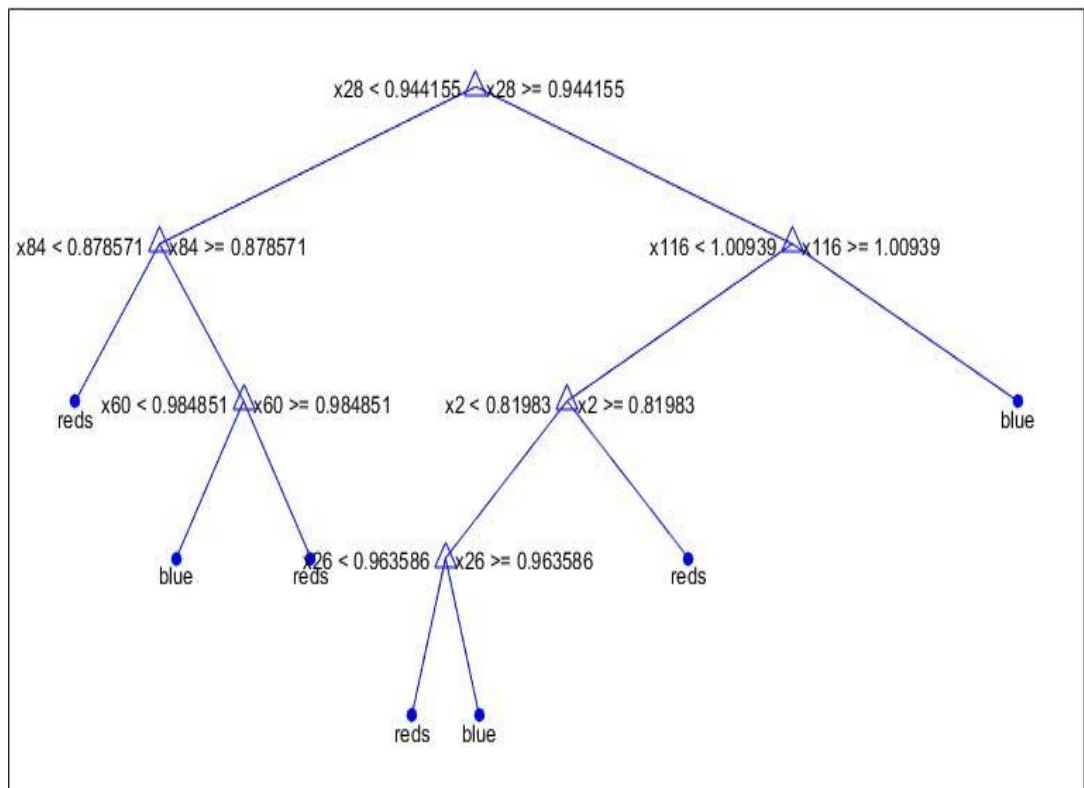 x28 < 0.944155 x28 >= 0.944155
x84 < 0.878571 x84 >= 0.878571
x116 < 1.00939 x116 >= 1.00939
reds
x60 < 0.984851 x60 >= 0.984851
x2 < 0.81983 x2 >= 0.81983
blue
blue
reds
x26 < 0.963586 x26 >= 0.963586
reds
reds
blue